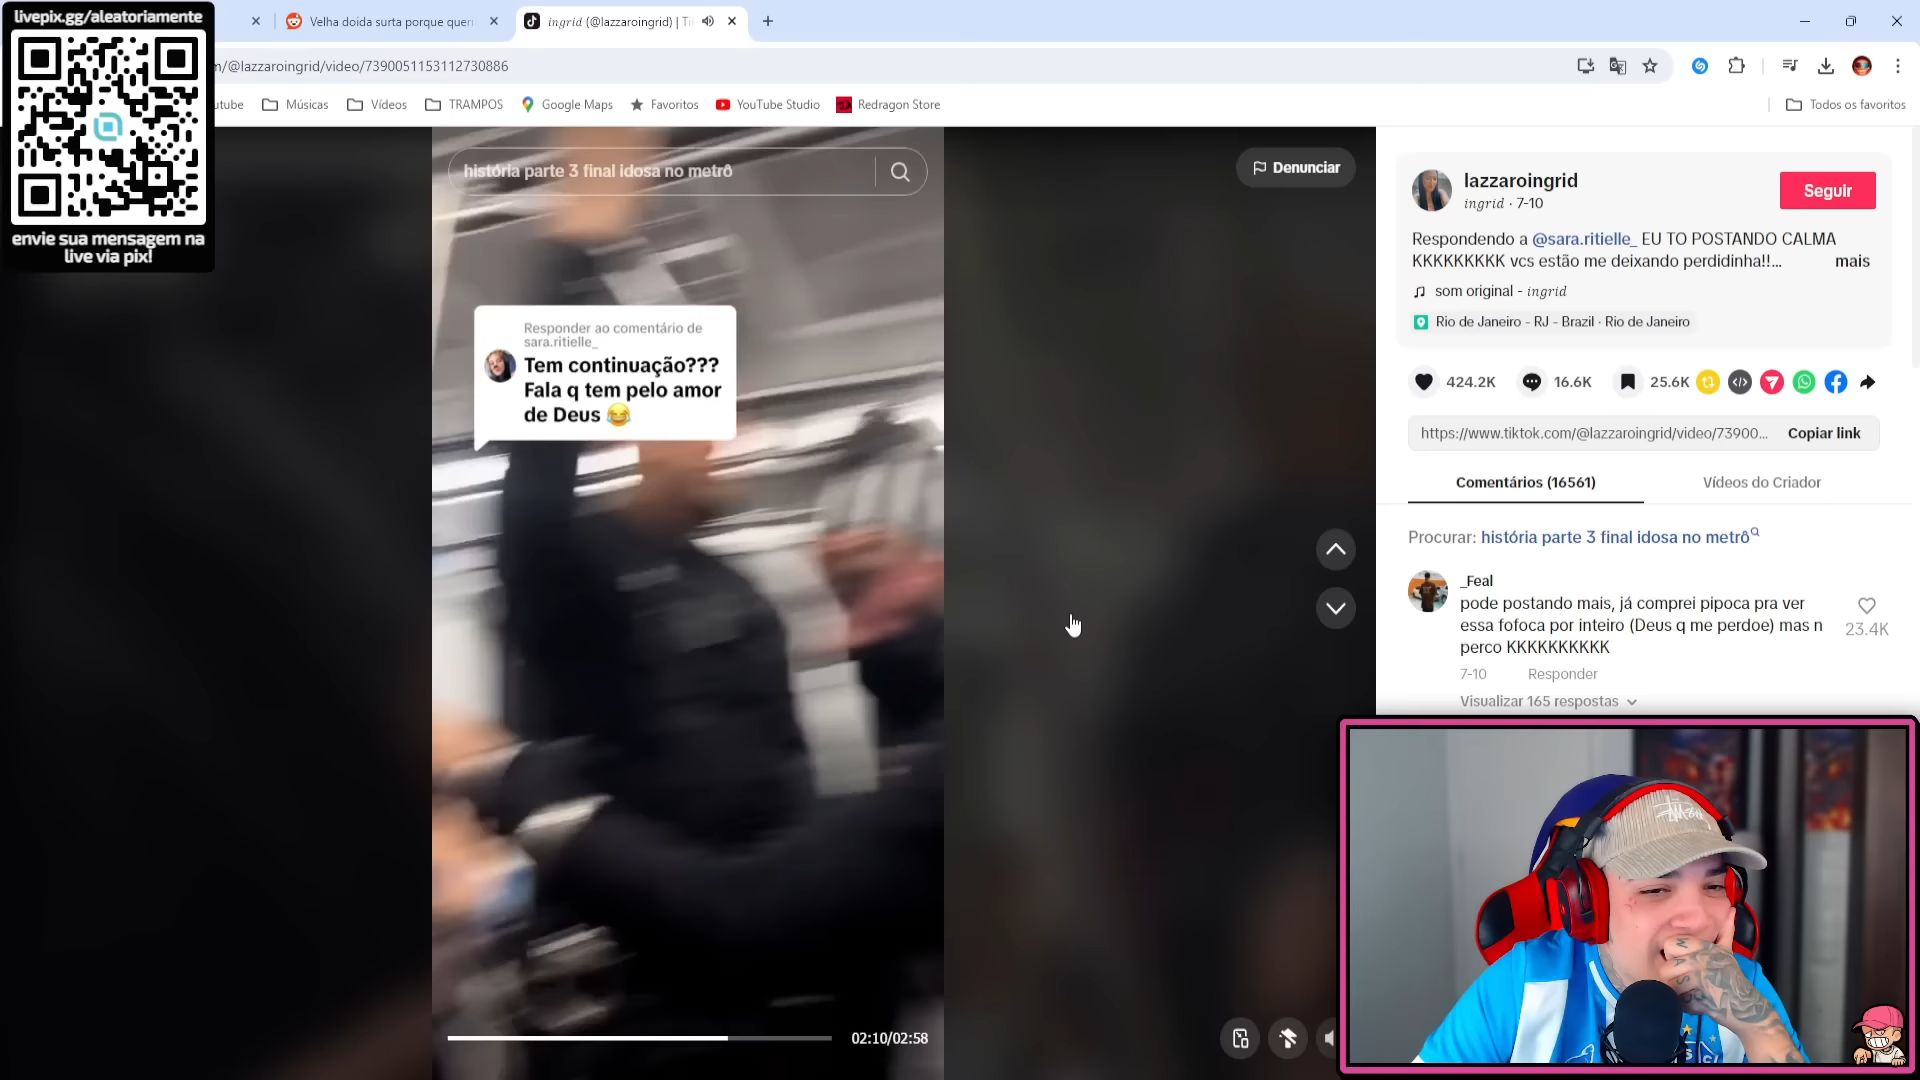 livepix.gg/aleatoriamente
envie sua mensagem na
live via pix!
Velha doida surta porque queri
ingrid (@lazzaroingrid) | Ti
/@lazzaroingrid/video/7390051153112730886
utube
Músicas
Vídeos
TRAMPOS
Google Maps
Favoritos
YouTube Studio
Redragon Store
Todos os favoritos
história parte 3 final idosa no metrô
Denunciar
Responder ao comentário de
sara.ritielle_
Tem continuação???
Fala q tem pelo amor
de Deus 😂
02:10/02:58
lazzaroingrid
ingrid · 7-10
Seguir
Respondendo a @sara.ritielle_ EU TO POSTANDO CALMA
KKKKKKKKK vcs estão me deixando perdidinha!!... mais
som original - ingrid
Rio de Janeiro - RJ - Brazil · Rio de Janeiro
424.2K
16.6K
25.6K
https://www.tiktok.com/@lazzaroingrid/video/73900...
Copiar link
Comentários (16561)
Vídeos do Criador
Procurar: história parte 3 final idosa no metrô
_Feal
pode postando mais, já comprei pipoca pra ver
essa fofoca por inteiro (Deus q me perdoe) mas n
perco KKKKKKKKKK
23.4K
7-10 Responder
Visualizar 165 respostas